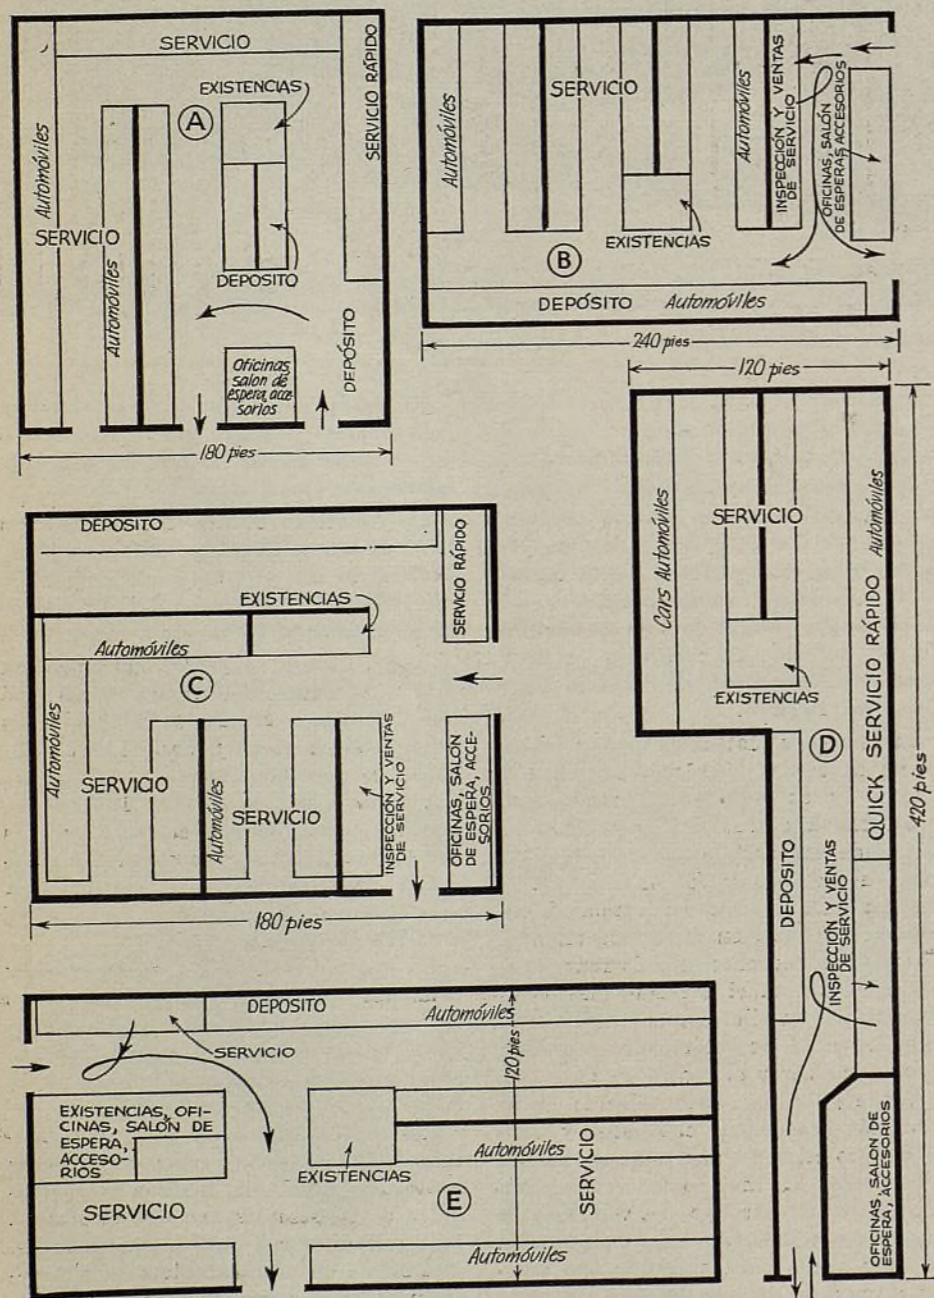 SERVICIO
EXISTENCIAS
A
SERVICIO RÁPIDO
Automóviles
SERVICIO
Automóviles
DEPOSITO
DEPÓSITO
Oficinas,
salon de
espera, acce-
sorios
180 pies
Automóviles
SERVICIO
Automóviles
INSPECCIÓN Y VENTAS
DE SERVICIO
OFICINAS, SALÓN
DE ESPERA, ACCESORIOS
EXISTENCIAS
B
DEPÓSITO
Automóviles
240 pies
120 pies
Cars Automóviles
SERVICIO
Automóviles
QUICK SERVICIO RÁPIDO
EXISTENCIAS
D
420 pies
DEPOSITO
INSPECCIÓN Y VENTAS
DE SERVICIO
OFICINAS, SALON DE
ESPERA, ACCESORIOS
DEPOSITO
SERVICIO RÁPIDO
EXISTENCIAS
Automóviles
C
Automóviles
SERVICIO
Automóviles
SERVICIO
INSPECCIÓN Y VENTAS
DE SERVICIO
OFICINAS, SALÓN
DE ESPERA, ACCE-
SORIOS.
180 pies
DEPOSITO
Automóviles
SERVICIO
120 pies
EXISTENCIAS, OFI-
CINAS, SALÓN DE
ESPERA,
ACCESO-
RIOS
EXISTENCIAS
Automóviles
SERVICIO
SERVICIO
E
Automóviles